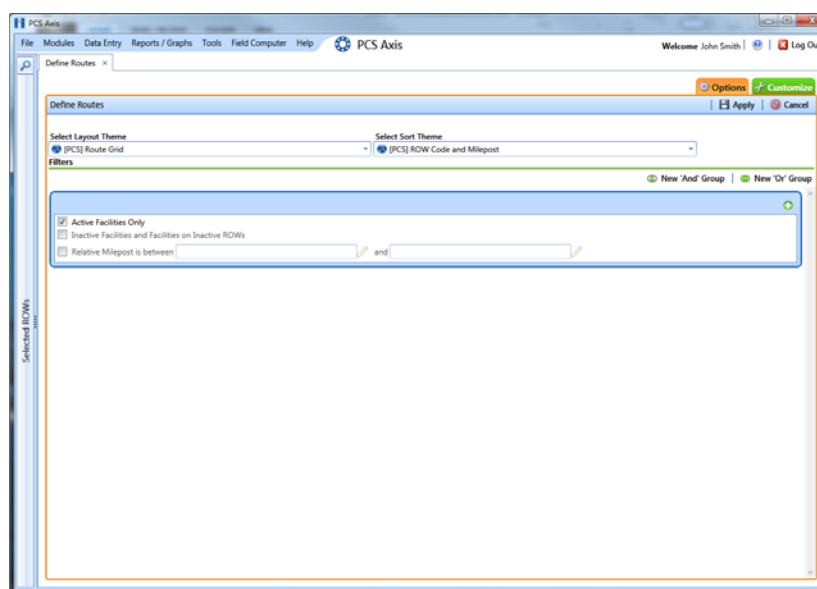 PCS Axis
File Modules Data Entry Reports / Graphs Tools Field Computer Help PCS Axis Welcome John Smith | | Log Ou
Define Routes ×
Options Customize
Define Routes | Apply | Cancel
Select Layout Theme Select Sort Theme
[PCS] Route Grid [PCS] ROW Code and Milepost
Filters
New 'And' Group | New 'Or' Group
Active Facilities Only
Inactive Facilities and Facilities on Inactive ROWs
Relative Milepost is between and
Selected ROWs